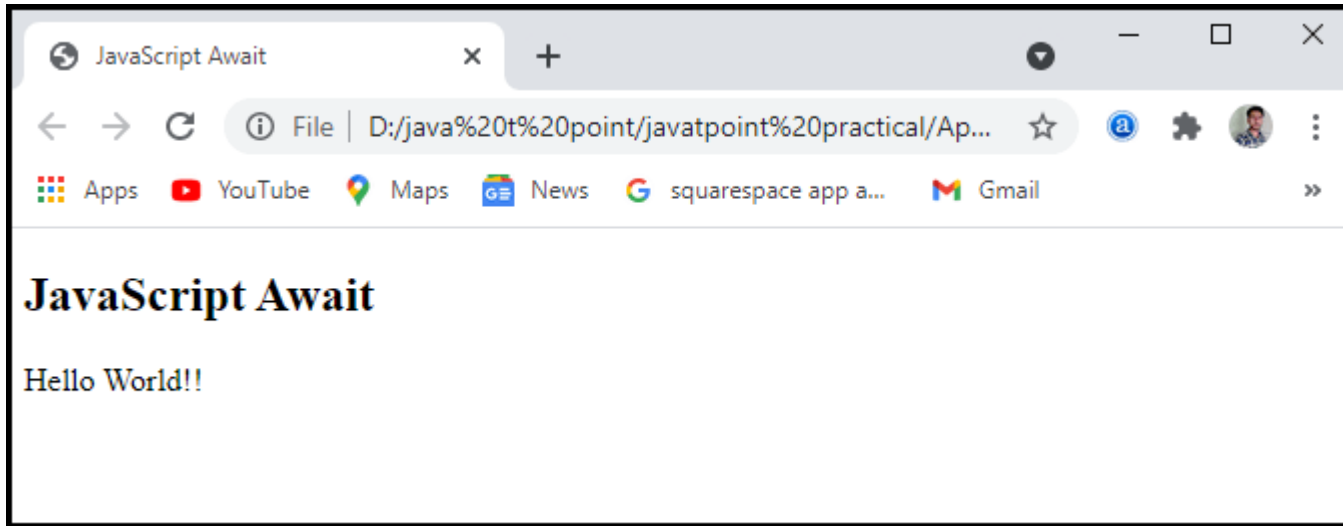 JavaScript Await
File D:/java%20t%20point/javatpoint%20practical/Ap...
Apps YouTube Maps GE News squarespace app a... Gmail
JavaScript Await
Hello World!!